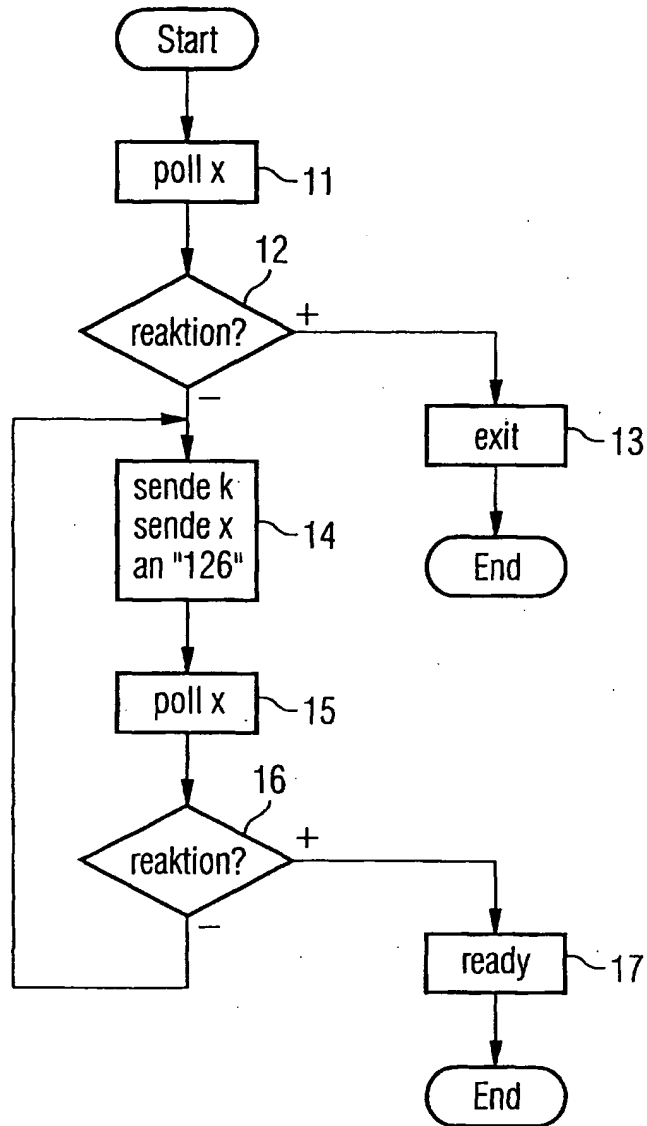 Start
poll x
11
12
reaktion?
+
−
exit
13
End
sende k
sende x
an "126"
14
poll x
15
16
reaktion?
+
−
ready
17
End